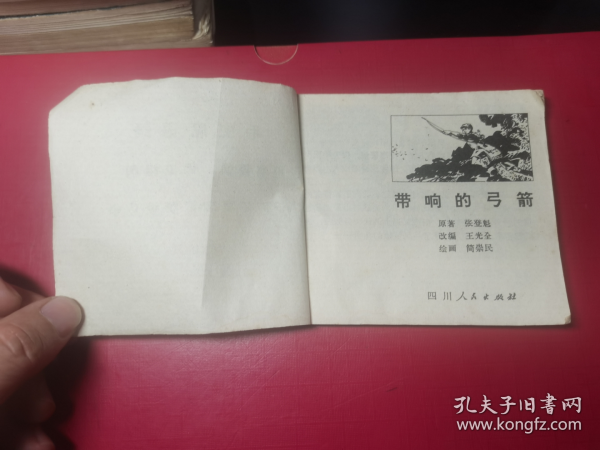 带响的弓箭
原著 张登魁
改编 王光全
绘画 简崇民
四川人民出版社
孔夫子旧书网
www.kongfz.com